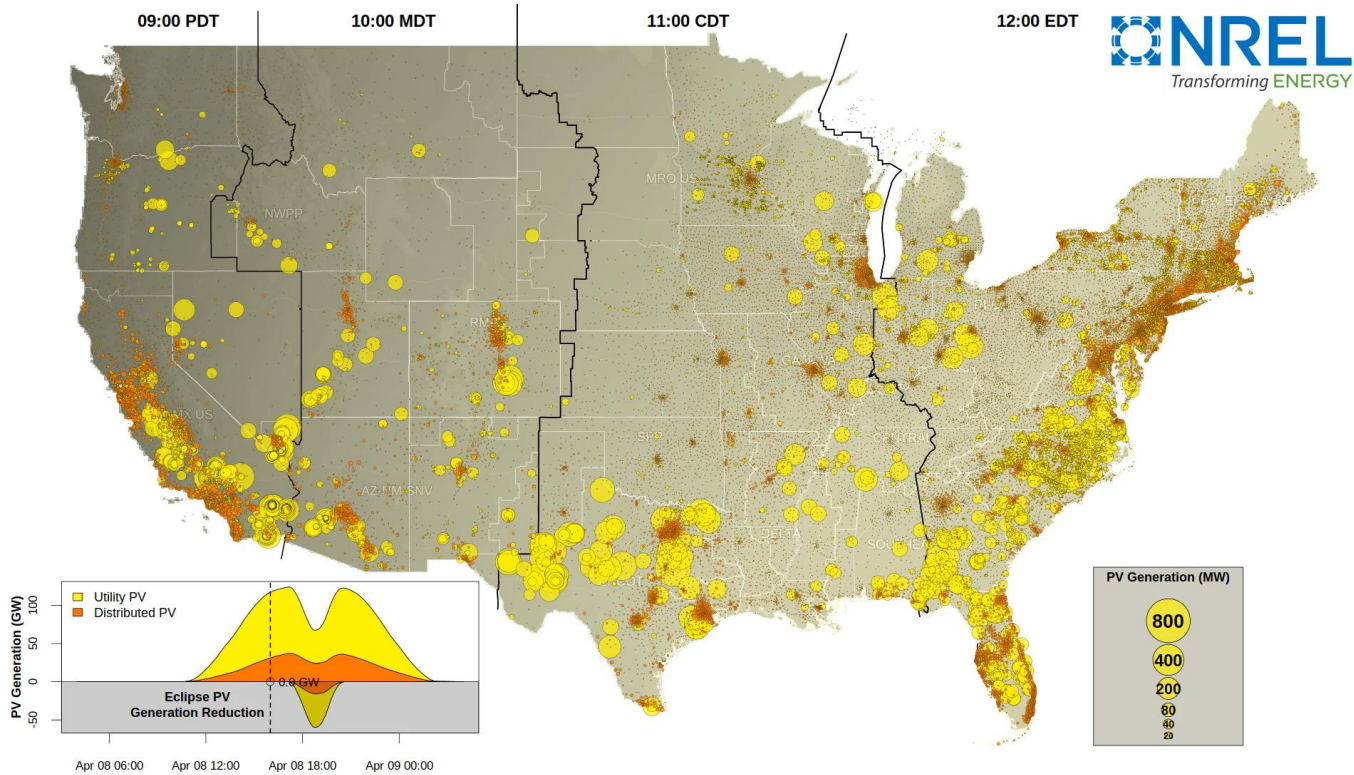 09:00 PDT
10:00 MDT
11:00 CDT
12:00 EDT
NREL
Transforming ENERGY
MRO US
NWPP
RM
PJM
SPP
CENTRAL
AZ-NM-SNV
DELTA
SOUTHEAST
ERCOT
PV Generation (MW)
800
400
200
80
40
20
PV Generation (GW)
100
50
0
-50
Utility PV
Distributed PV
0.0 GW
Eclipse PV
Generation Reduction
Apr 08 06:00
Apr 08 12:00
Apr 08 18:00
Apr 09 00:00